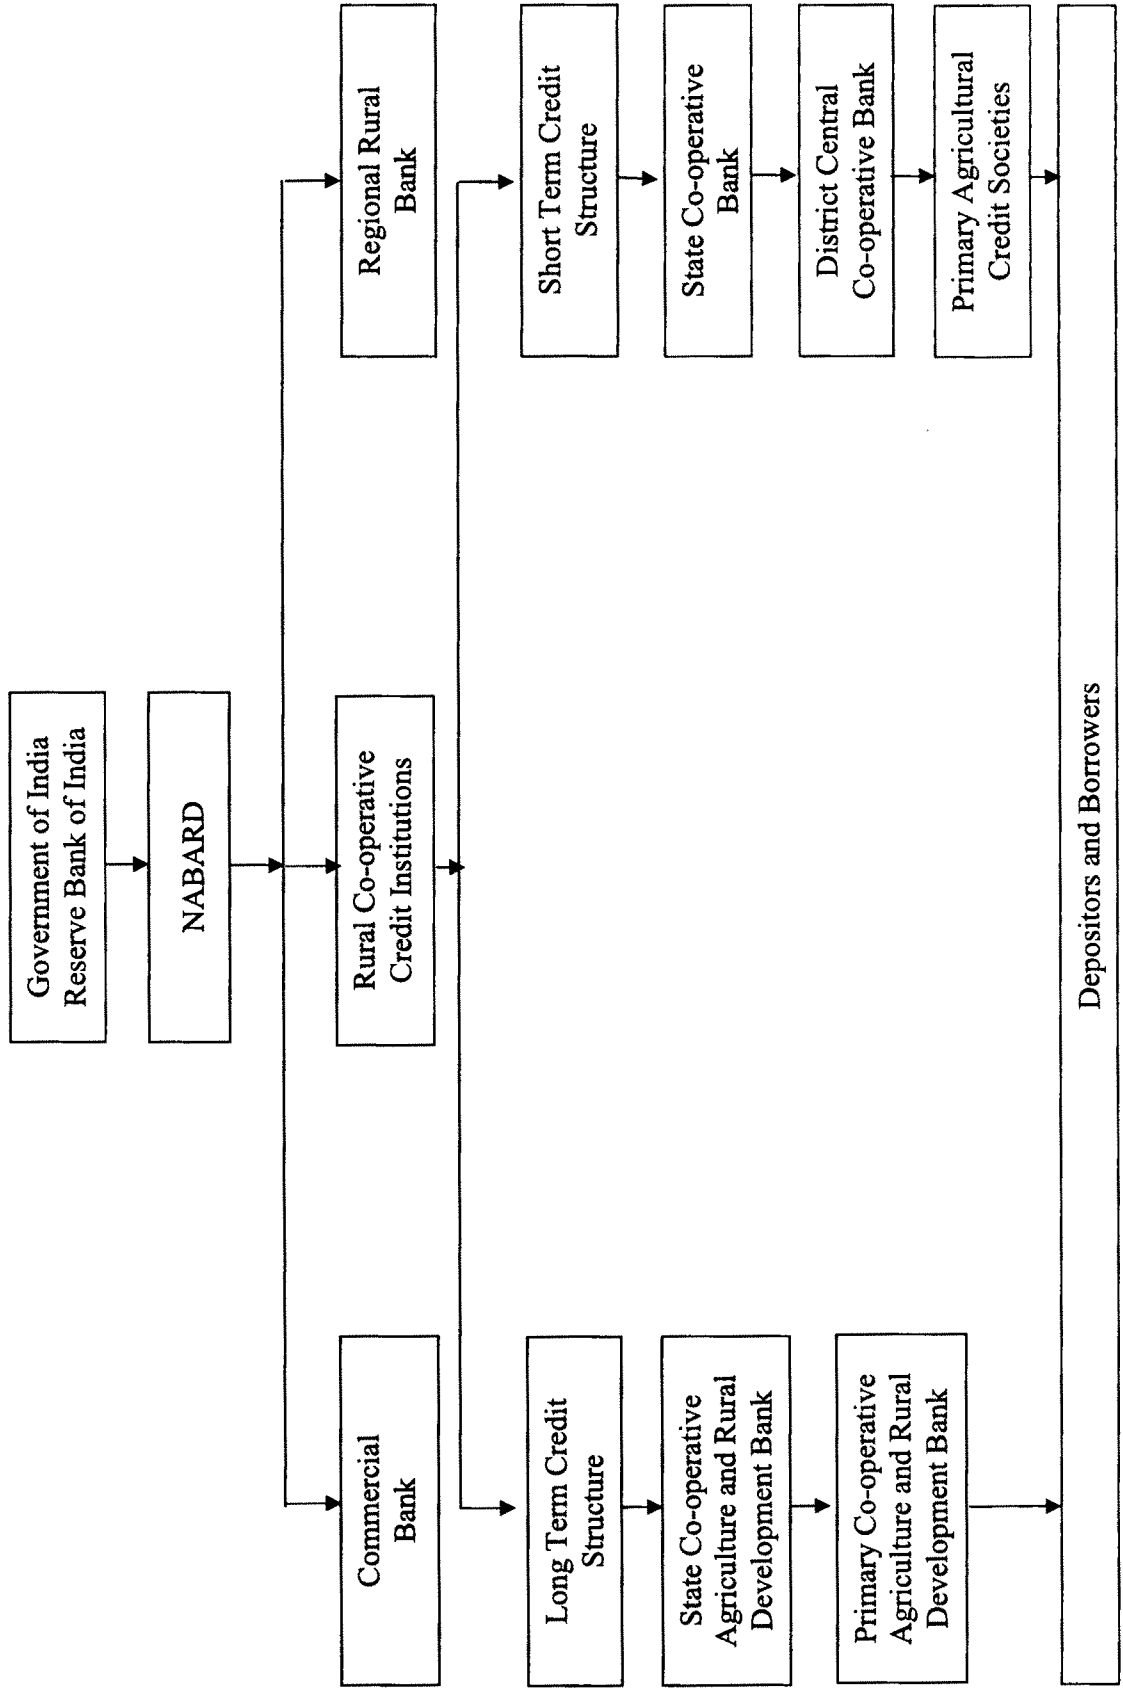 Government of India
Reserve Bank of India
NABARD
Commercial
Bank
Rural Co-operative
Credit Institutions
Regional Rural
Bank
Long Term Credit
Structure
Short Term Credit
Structure
State Co-operative
Agriculture and Rural
Development Bank
State Co-operative
Bank
Primary Co-operative
Agriculture and Rural
Development Bank
District Central
Co-operative Bank
Primary Agricultural
Credit Societies
Depositors and Borrowers